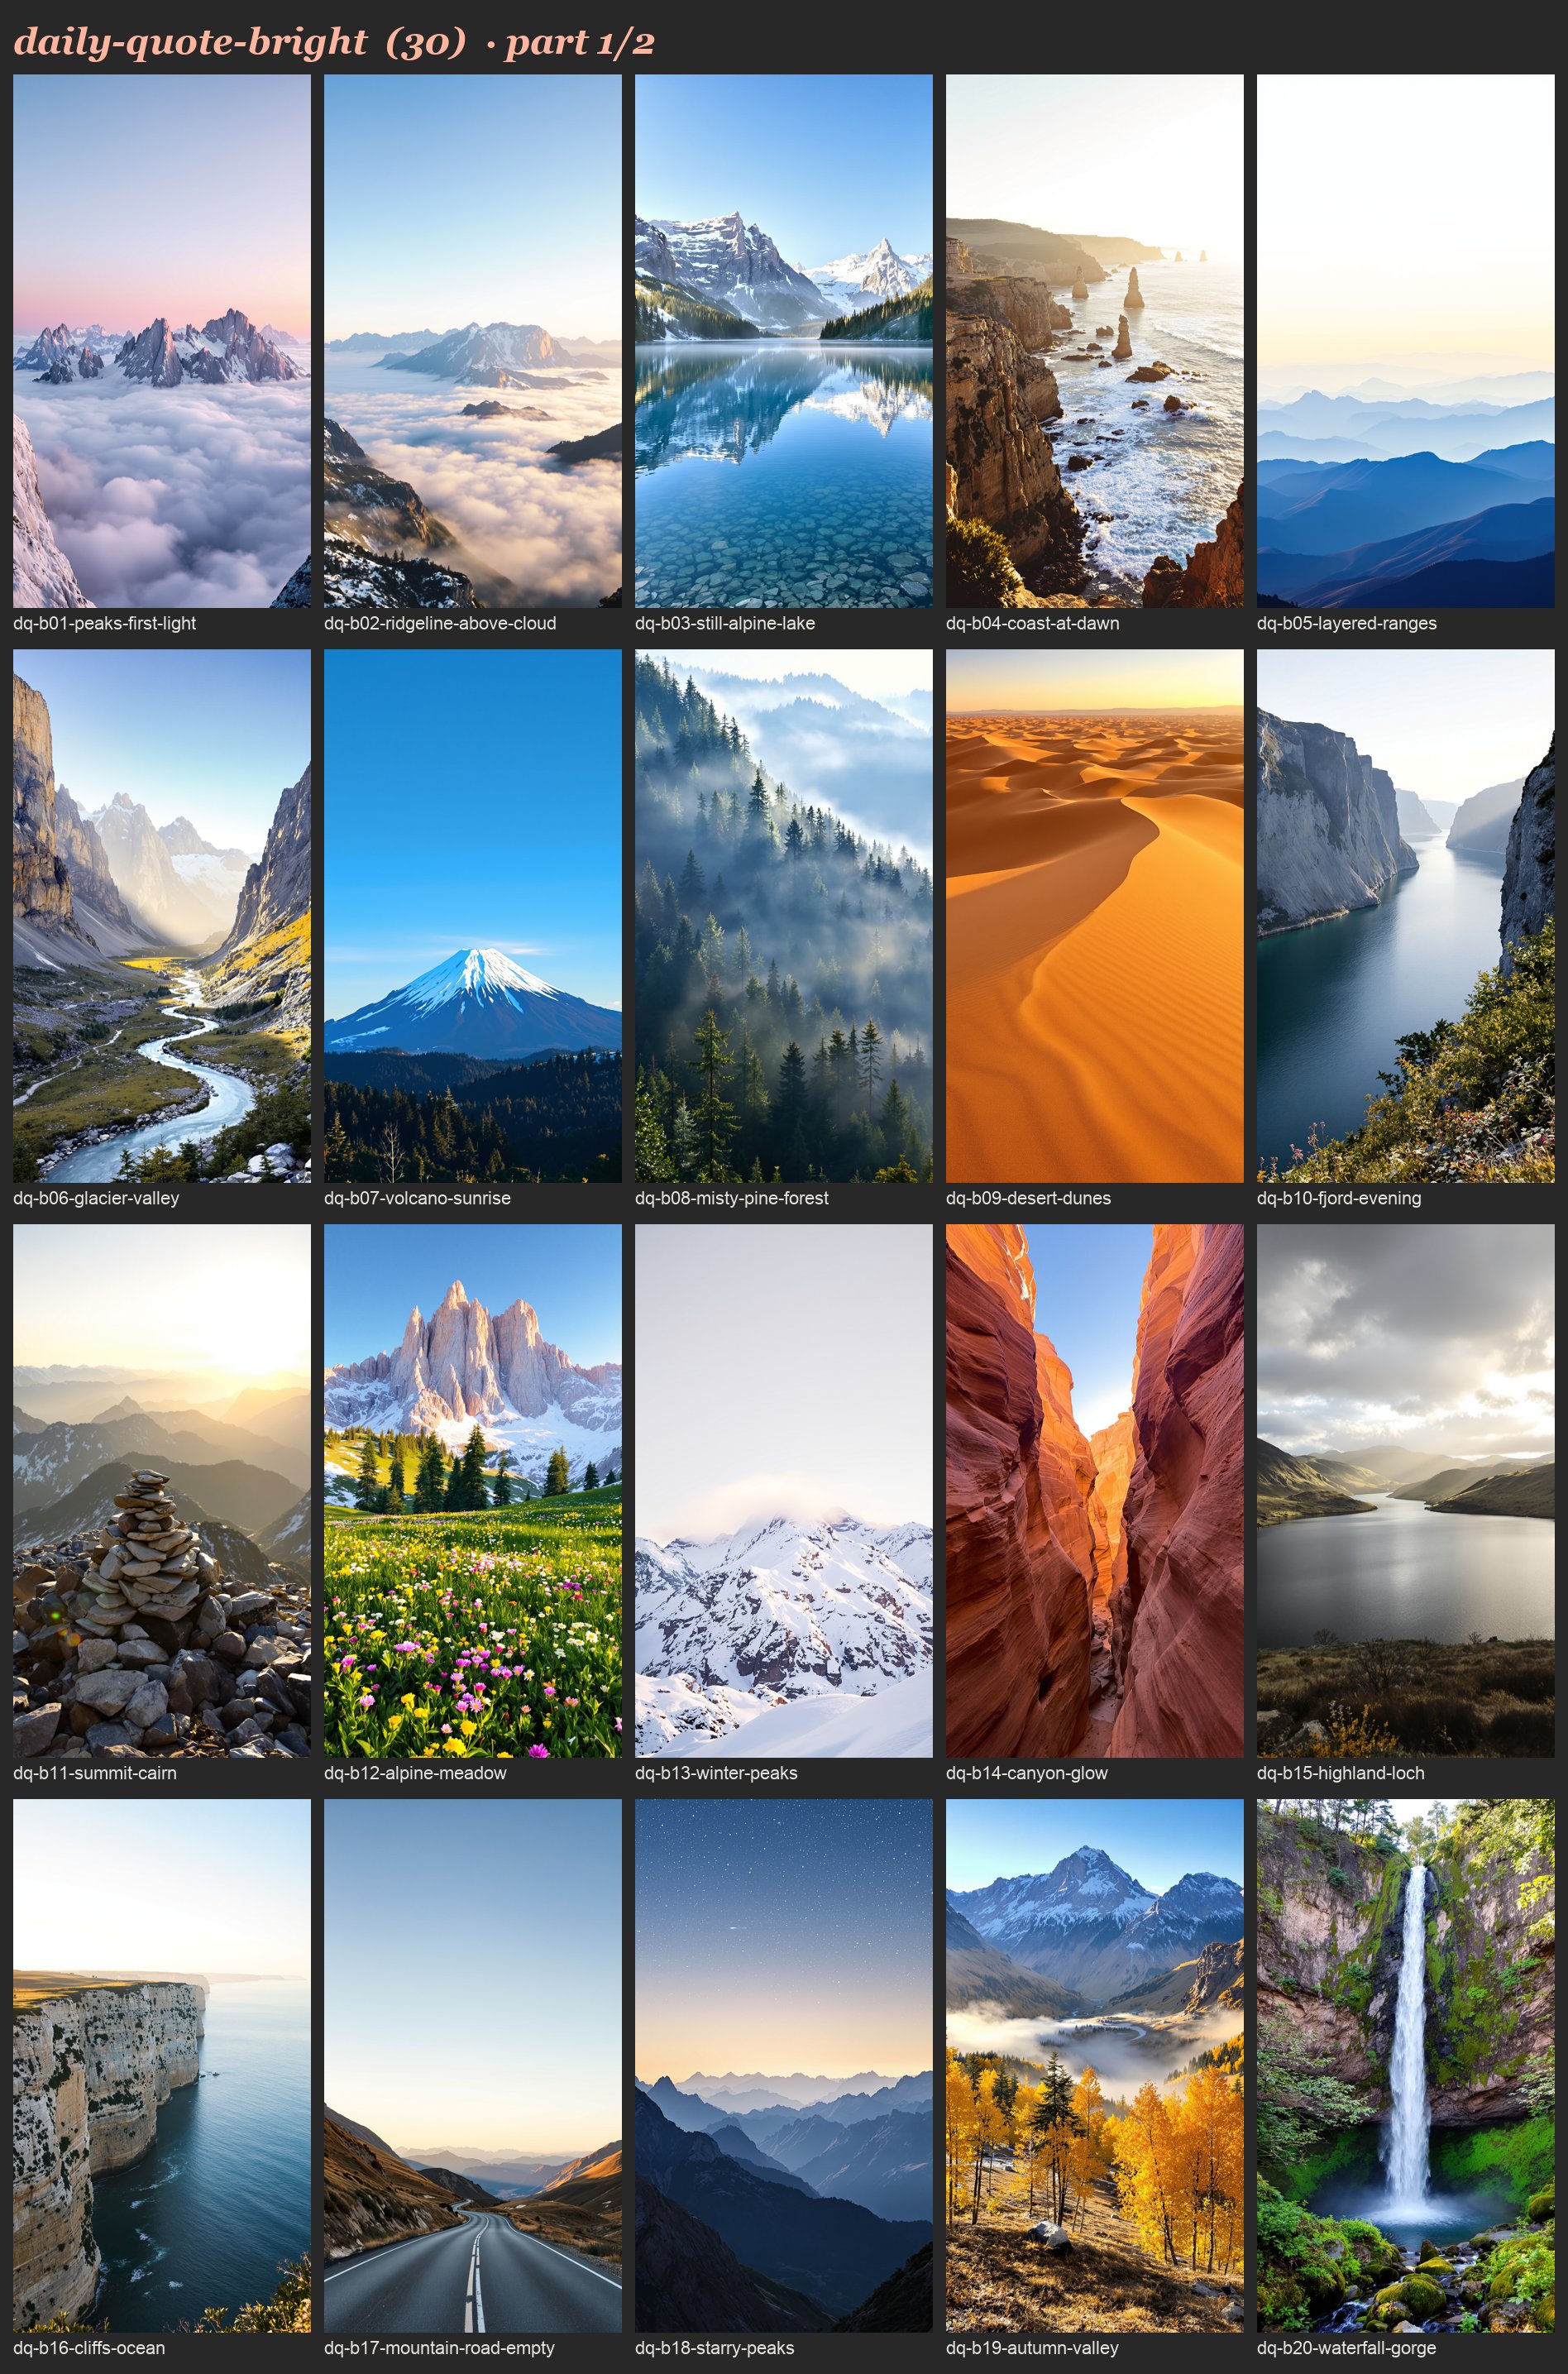 daily-quote-bright (30) · part 1/2
dq-b01-peaks-first-light
dq-b02-ridgeline-above-cloud
dq-b03-still-alpine-lake
dq-b04-coast-at-dawn
dq-b05-layered-ranges
dq-b06-glacier-valley
dq-b07-volcano-sunrise
dq-b08-misty-pine-forest
dq-b09-desert-dunes
dq-b10-fjord-evening
dq-b11-summit-cairn
dq-b12-alpine-meadow
dq-b13-winter-peaks
dq-b14-canyon-glow
dq-b15-highland-loch
dq-b16-cliffs-ocean
dq-b17-mountain-road-empty
dq-b18-starry-peaks
dq-b19-autumn-valley
dq-b20-waterfall-gorge